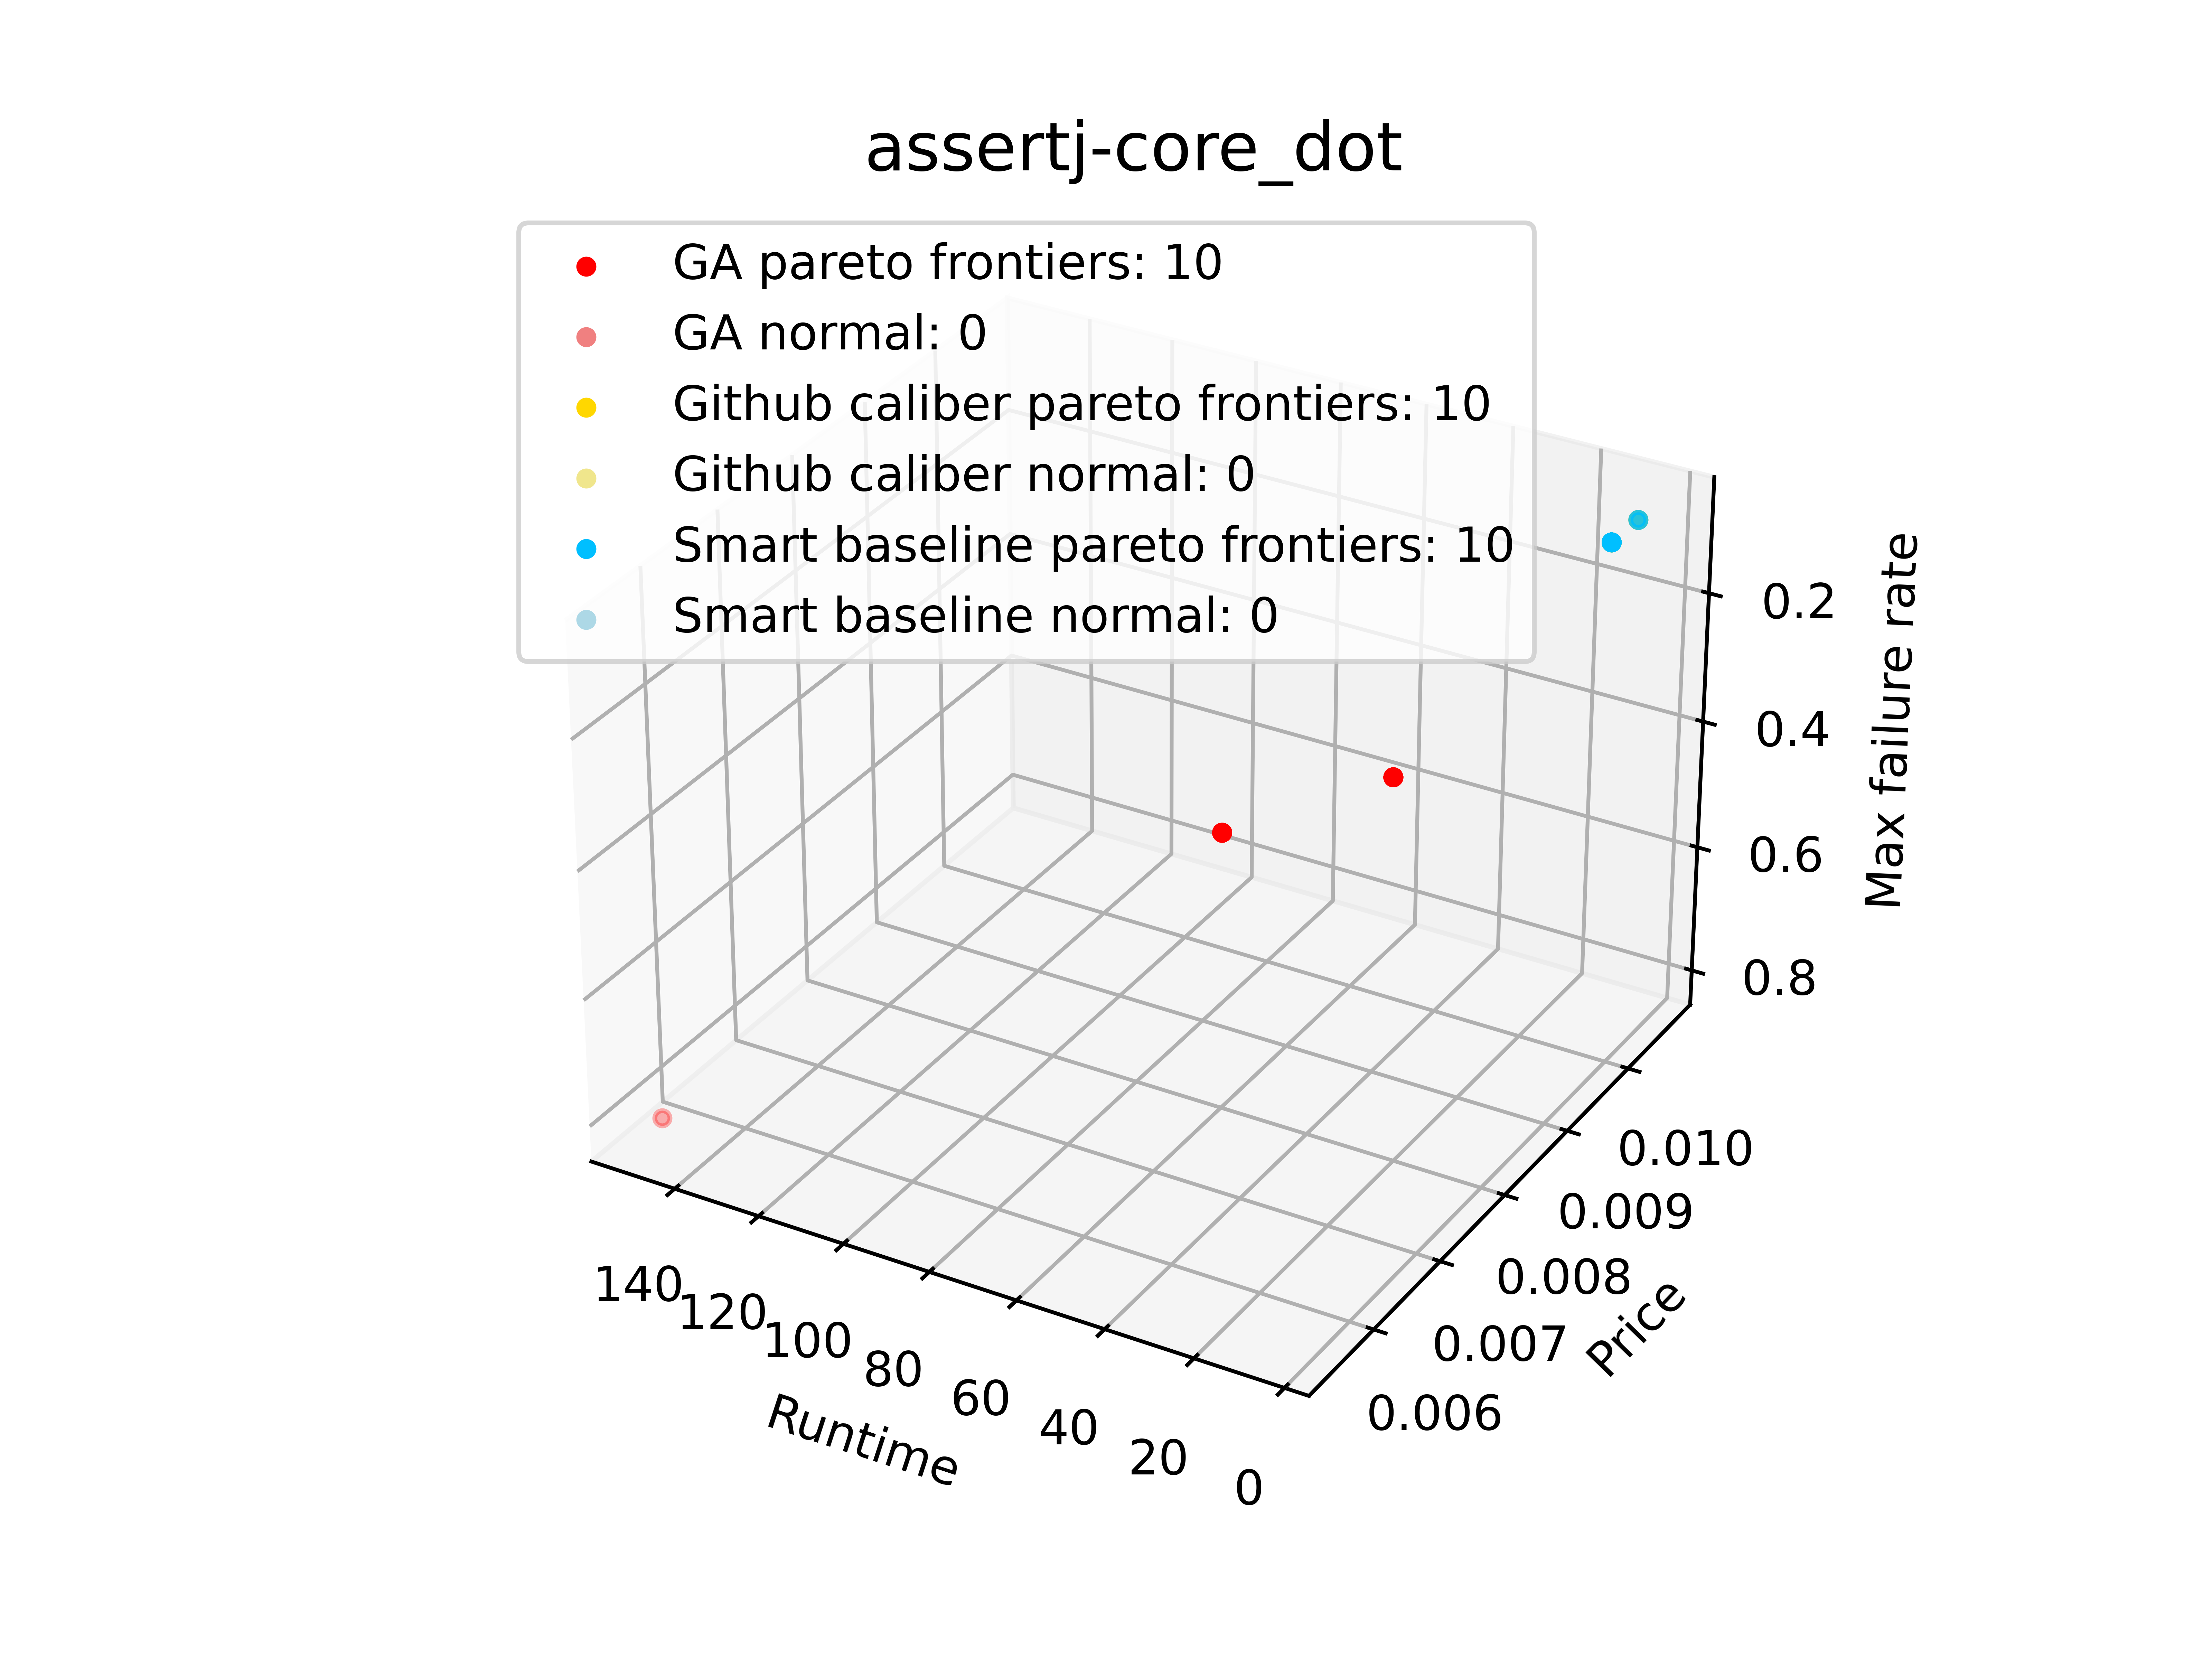 assertj-core_dot
GA pareto frontiers: 10
GA normal: 0
Github caliber pareto frontiers: 10
Github caliber normal: 0
Smart baseline pareto frontiers: 10
Smart baseline normal: 0
0.2
0.4
0.6
0.8
Max failure rate
0.010
0.009
0.008
0.007
0.006
Price
140
120
100
80
60
40
20
0
Runtime